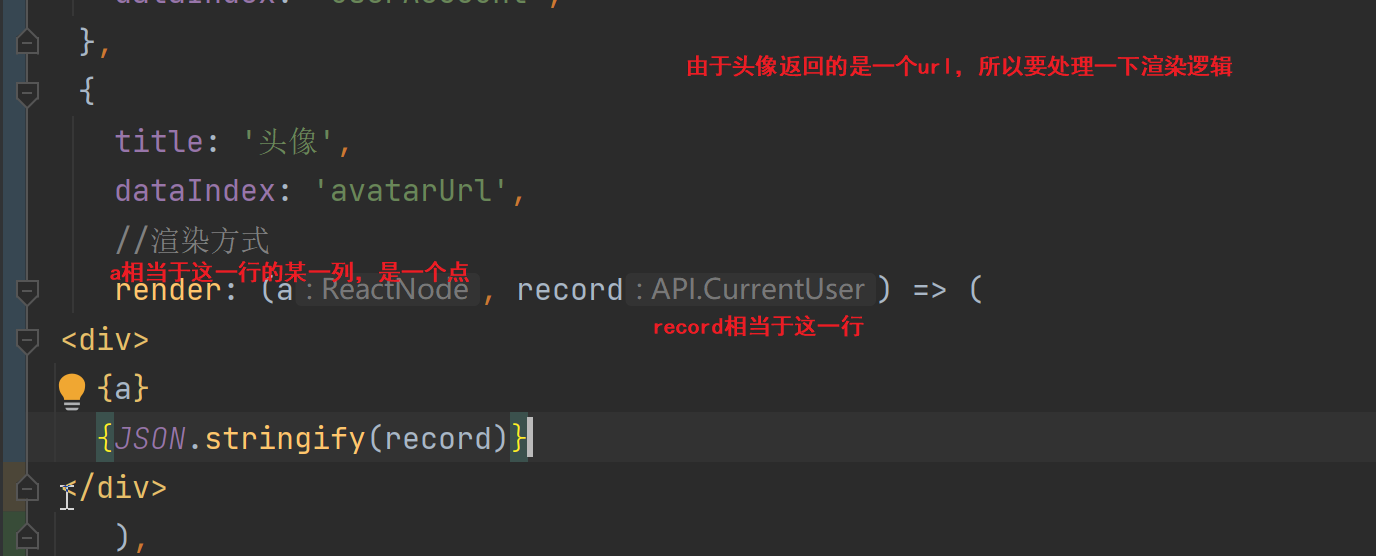 dataIndex: 'userAccount',
},
由于头像返回的是一个url，所以要处理一下渲染逻辑
{
title: '头像',
dataIndex: 'avatarUrl',
//渲染方式
a相当于这一行的某一列，是一个点
render: (a : ReactNode , record : API.CurrentUser ) => (
record相当于这一行
<div>
{a}
{JSON.stringify(record)}
</div>
),